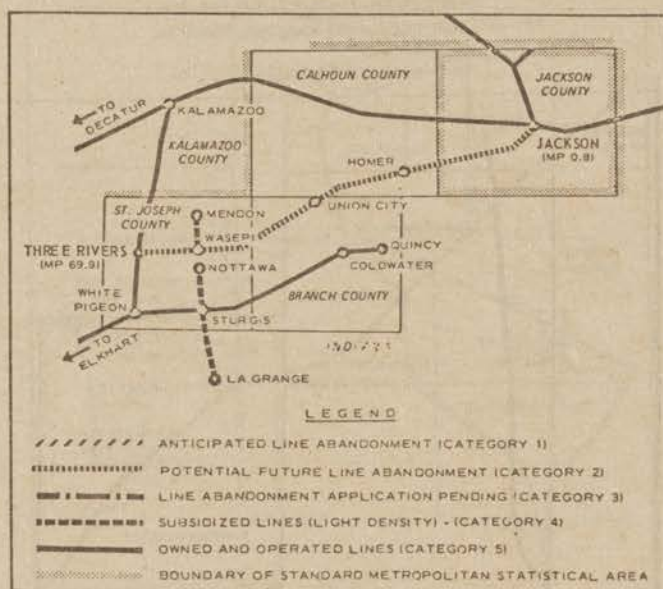 CALHOUN COUNTY
JACKSON
COUNTY
TO
DECATUR
KALAMAZOO
KALAMAZOO
COUNTY
JACKSON
(MP 0.8)
HOMER
ST. JOSEPH
COUNTY
MENDON
UNION CITY
THREE RIVERS
(MP 69.9)
WASEPI
NOTTAWA
QUINCY
COLDWATER
WHITE
PIGEON
BRANCH COUNTY
STURGIS
TO
ELKHART
INDIANA
LA GRANGE
LEGEND
ANTICIPATED LINE ABANDONMENT (CATEGORY 1)
POTENTIAL FUTURE LINE ABANDONMENT (CATEGORY 2)
LINE ABANDONMENT APPLICATION PENDING (CATEGORY 3)
SUBSIDIZED LINES (LIGHT DENSITY) - (CATEGORY 4)
OWNED AND OPERATED LINES (CATEGORY 5)
BOUNDARY OF STANDARD METROPOLITAN STATISTICAL AREA